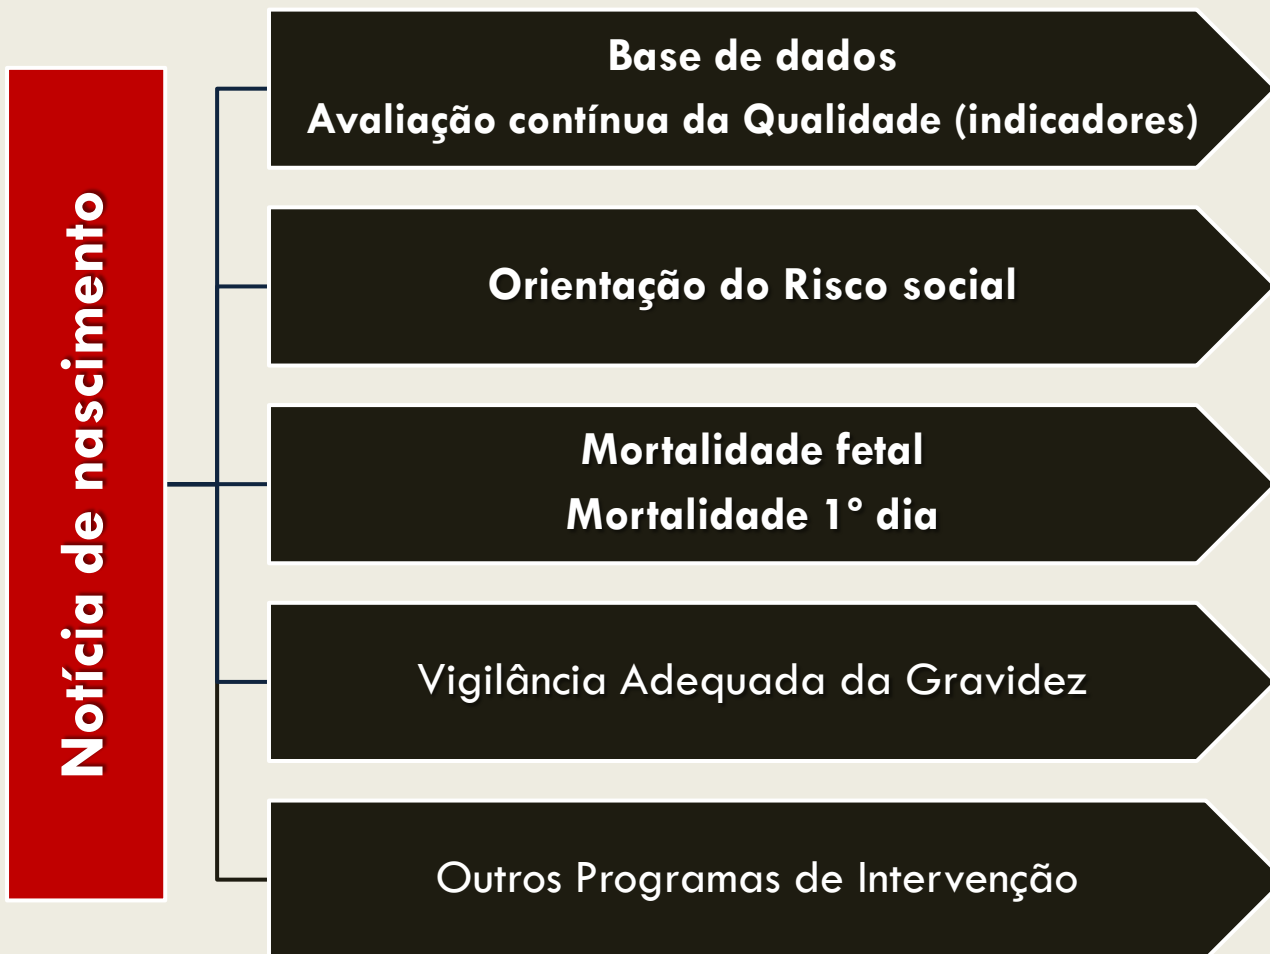 Notícia de nascimento
Base de dados
Avaliação contínua da Qualidade (indicadores)
Orientação do Risco social
Mortalidade fetal
Mortalidade 1º dia
Vigilância Adequada da Gravidez
Outros Programas de Intervenção